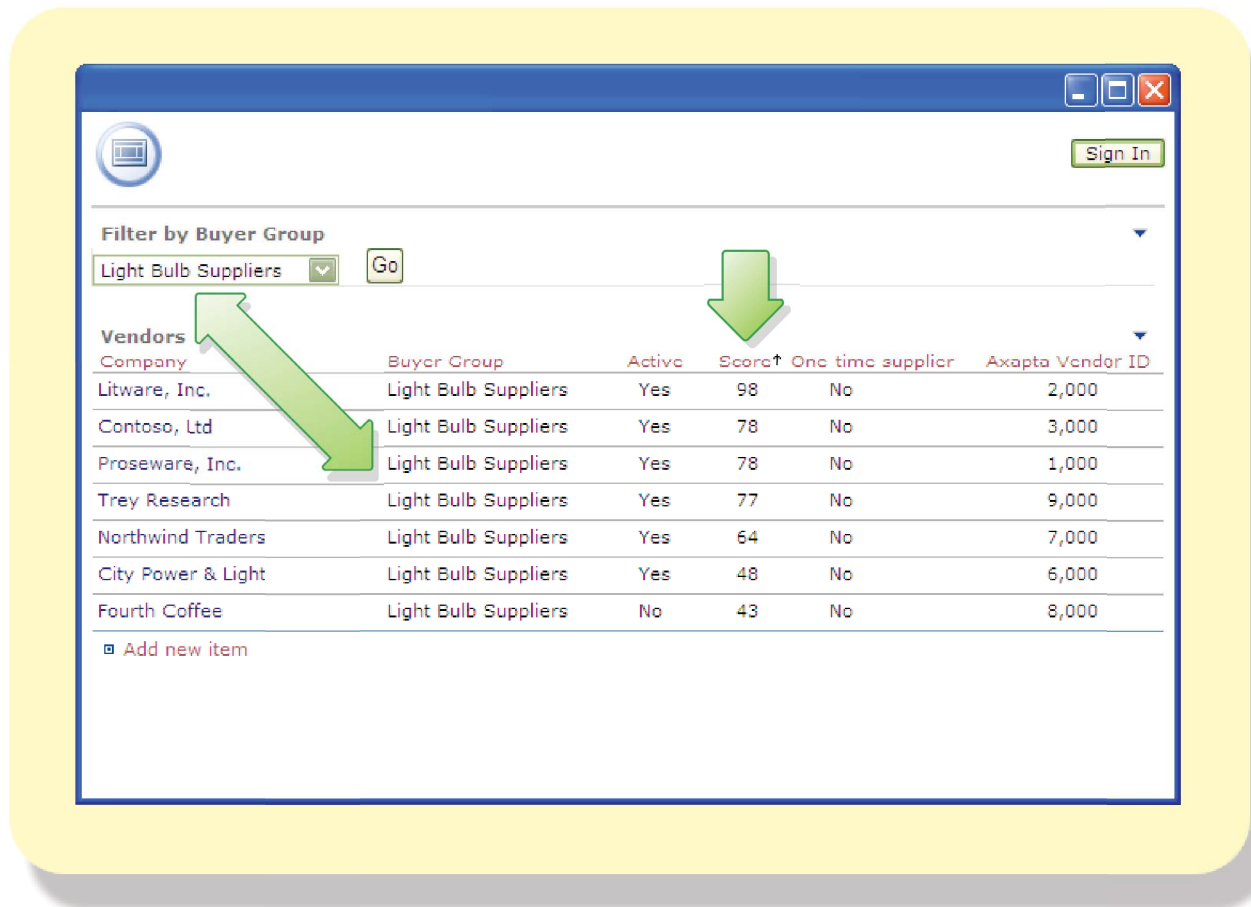 Sign In
Filter by Buyer Group
Light Bulb Suppliers Go
Vendors
Company Buyer Group Active Score↑ One time supplier Axapta Vendor ID
Litware, Inc. Light Bulb Suppliers Yes 98 No 2,000
Contoso, Ltd Light Bulb Suppliers Yes 78 No 3,000
Proseware, Inc. Light Bulb Suppliers Yes 78 No 1,000
Trey Research Light Bulb Suppliers Yes 77 No 9,000
Northwind Traders Light Bulb Suppliers Yes 64 No 7,000
City Power & Light Light Bulb Suppliers Yes 48 No 6,000
Fourth Coffee Light Bulb Suppliers No 43 No 8,000
Add new item